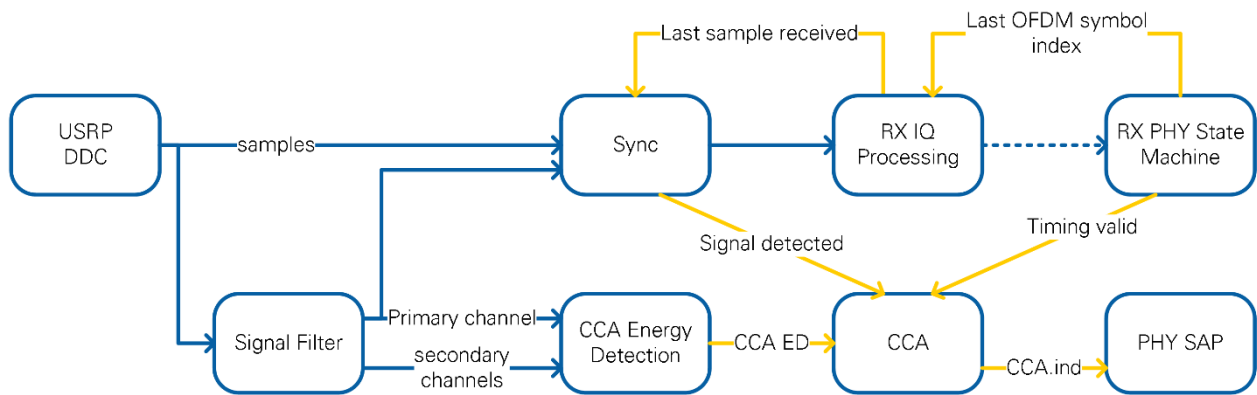 Last sample received
Last OFDM symbol
index
USRP
DDC
samples
Sync
RX IQ
Processing
RX PHY State
Machine
Signal detected
Timing valid
Signal Filter
Primary channel
secondary
channels
CCA Energy
Detection
CCA ED
CCA
CCA.ind
PHY SAP